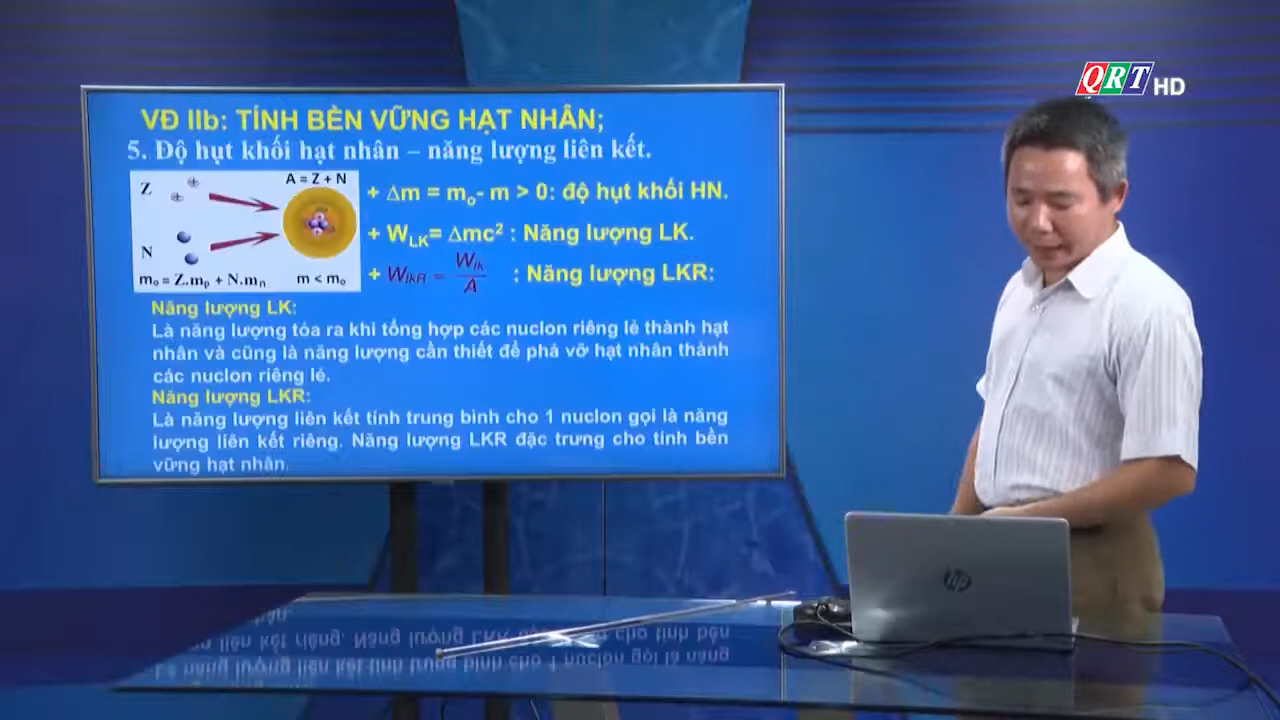 QRT HD
VĐ IIb: TÍNH BỀN VỮNG HẠT NHÂN;
5. Độ hụt khối hạt nhân – năng lượng liên kết.
Z
A = Z + N
N
mₒ = Z.mₚ + N.mₙ
m < mₒ
+ Δm = mₒ- m > 0: độ hụt khối HN.
+ W_LK= Δmc² : Năng lượng LK.
+ W_lkR = W_lk / A : Năng lượng LKR:
Năng lượng LK:
Là năng lượng tỏa ra khi tổng hợp các nuclon riêng lẻ thành hạt
nhân và cũng là năng lượng cần thiết để phá vỡ hạt nhân thành
các nuclon riêng lẻ.
Năng lượng LKR:
Là năng lượng liên kết tính trung bình cho 1 nuclon gọi là năng
lượng liên kết riêng. Năng lượng LKR đặc trưng cho tính bền
vững hạt nhân.
hp